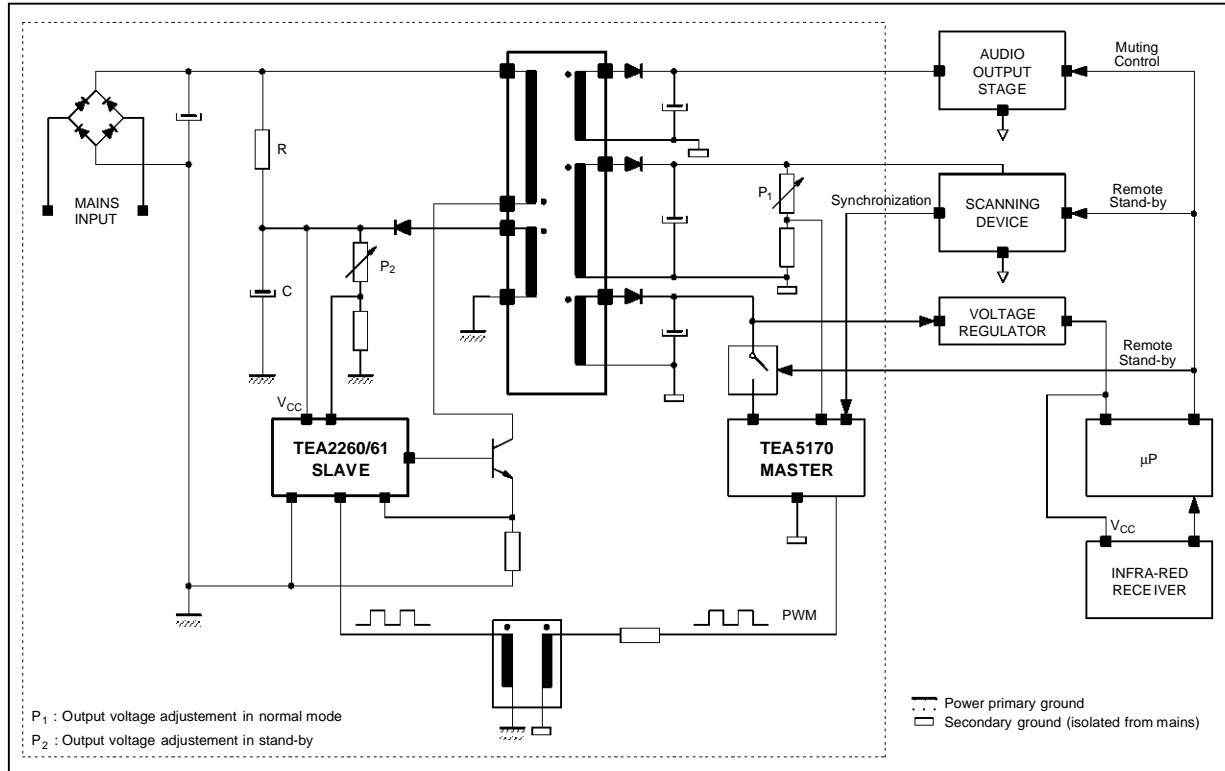 AUDIO
OUTPUT
STAGE
Muting
Control
R
MAINS
INPUT
P1
Synchronization
SCANNING
DEVICE
Remote
Stand-by
P2
C
VOLTAGE
REGULATOR
Remote
Stand-by
VCC
TEA2260/61
SLAVE
TEA5170
MASTER
µP
VCC
INFRA-RED
RECEIVER
PWM
P1 : Output voltage adjustement in normal mode
P2 : Output voltage adjustement in stand-by
Power primary ground
Secondary ground (isolated from mains)